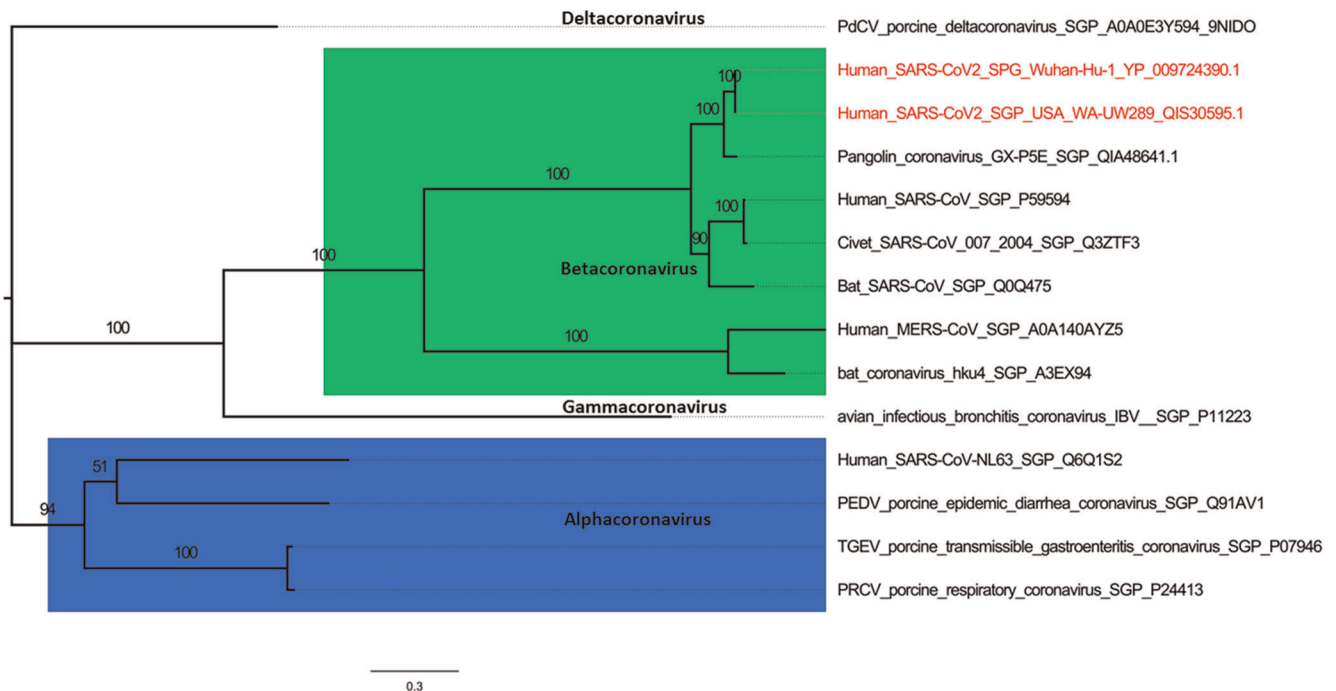 Deltacoronavirus
PdCV_porcine_deltacoronavirus_SGP_A0A0E3Y594_9NIDO
100
Human_SARS-CoV2_SPG_Wuhan-Hu-1_YP_009724390.1
100
Human_SARS-CoV2_SGP_USA_WA-UW289_QIS30595.1
Pangolin_coronavirus_GX-P5E_SGP_QIA48641.1
100
100
Human_SARS-CoV_SGP_P59594
90
Civet_SARS-CoV_007_2004_SGP_Q3ZTF3
100
Betacoronavirus
Bat_SARS-CoV_SGP_Q0Q475
100
100
Human_MERS-CoV_SGP_A0A140AYZ5
bat_coronavirus_hku4_SGP_A3EX94
Gammacoronavirus
avian_infectious_bronchitis_coronavirus_IBV__SGP_P11223
51
Human_SARS-CoV-NL63_SGP_Q6Q1S2
94
PEDV_porcine_epidemic_diarrhea_coronavirus_SGP_Q91AV1
Alphacoronavirus
100
TGEV_porcine_transmissible_gastroenteritis_coronavirus_SGP_P07946
PRCV_porcine_respiratory_coronavirus_SGP_P24413
0.3